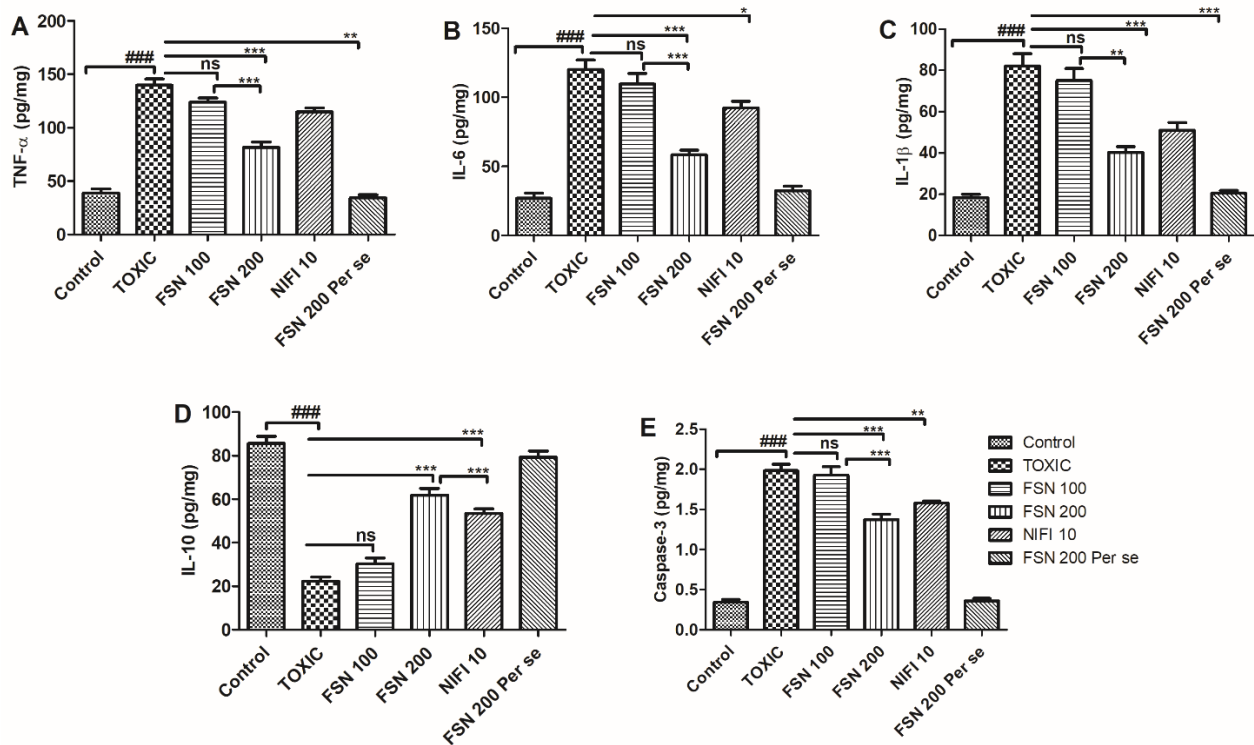 A
TNF-α (pg/mg)
200
150
100
50
0
###
**
***
ns
***
Control
TOXIC
FSN 100
FSN 200
NIFI 10
FSN 200 Per se
B
IL-6 (pg/mg)
150
100
50
0
###
*
***
ns
***
Control
TOXIC
FSN 100
FSN 200
NIFI 10
FSN 200 Per se
C
IL-1β (pg/mg)
100
80
60
40
20
0
###
***
***
ns
**
Control
TOXIC
FSN 100
FSN 200
NIFI 10
FSN 200 Per se
D
IL-10 (pg/mg)
100
80
60
40
20
0
###
***
***
***
ns
Control
TOXIC
FSN 100
FSN 200
NIFI 10
FSN 200 Per se
E
Caspase-3 (pg/mg)
2.5
2.0
1.5
1.0
0.5
0.0
###
**
***
ns
***
Control
TOXIC
FSN 100
FSN 200
NIFI 10
FSN 200 Per se
Control
TOXIC
FSN 100
FSN 200
NIFI 10
FSN 200 Per se